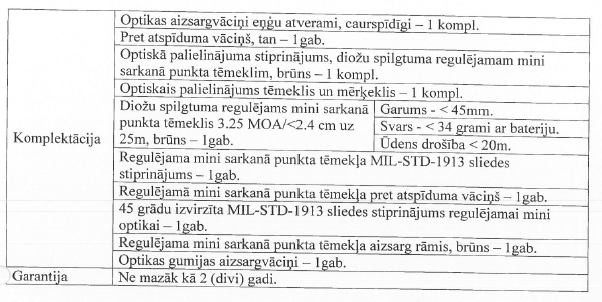 Optikas aizsargvāciņi eņģu atverami, caurspīdīgi – 1 kompl.
Pret atspīduma vāciņš, tan – 1gab.
Optiskā palielinājuma stiprinājums, diožu spilgtuma regulējamam mini
sarkanā punkta tēmeklim, brūns – 1 kompl.
Optiskais palielinājums tēmeklis un mērķeklis – 1 kompl.
Komplektācija
Diožu spilgtuma regulējams mini sarkanā
punkta tēmeklis 3.25 MOA/<2.4 cm uz
25m, brūns – 1gab.
Garums - < 45mm.
Svars - < 34 grami ar bateriju.
Ūdens drošība < 20m.
Regulējama mini sarkanā punkta tēmekļa MIL-STD-1913 sliedes
stiprinājums – 1gab.
Regulējamā mini sarkanā punkta tēmekļa pret atspīduma vāciņš – 1gab.
45 grādu izvirzīta MIL-STD-1913 sliedes stiprinājums regulējamai mini
optikai – 1gab.
Regulējama mini sarkanā punkta tēmekļa aizsarg rāmis, brūns – 1gab.
Optikas gumijas aizsargvāciņi – 1gab.
Garantija
Ne mazāk kā 2 (divi) gadi.